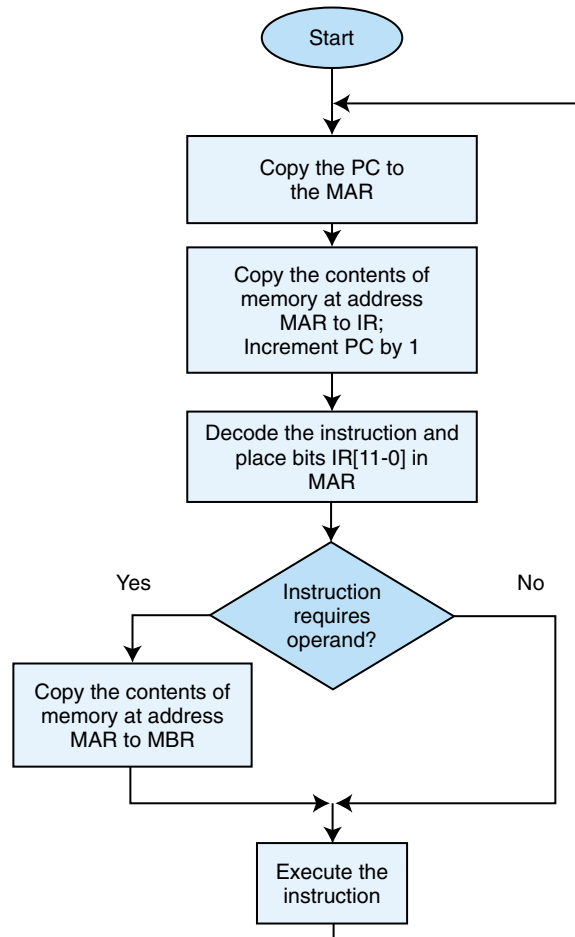 Start
Copy the PC to
the MAR
Copy the contents of
memory at address
MAR to IR;
Increment PC by 1
Decode the instruction and
place bits IR[11-0] in
MAR
Instruction
requires
operand?
Yes
No
Copy the contents of
memory at address
MAR to MBR
Execute the
instruction